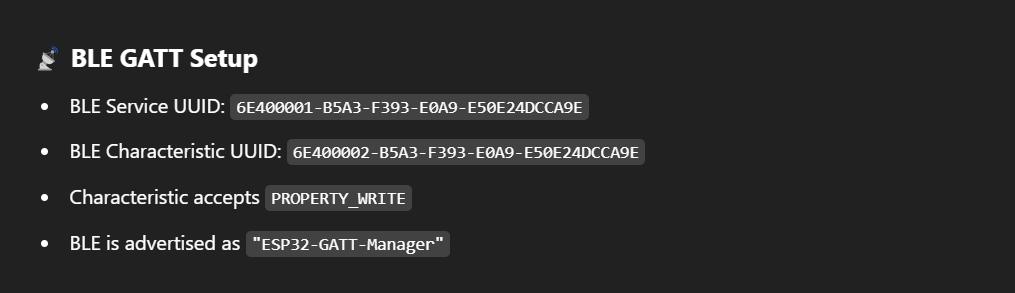 BLE GATT Setup
BLE Service UUID: 6E400001-B5A3-F393-E0A9-E50E24DCCA9E
BLE Characteristic UUID: 6E400002-B5A3-F393-E0A9-E50E24DCCA9E
Characteristic accepts PROPERTY_WRITE
BLE is advertised as "ESP32-GATT-Manager"